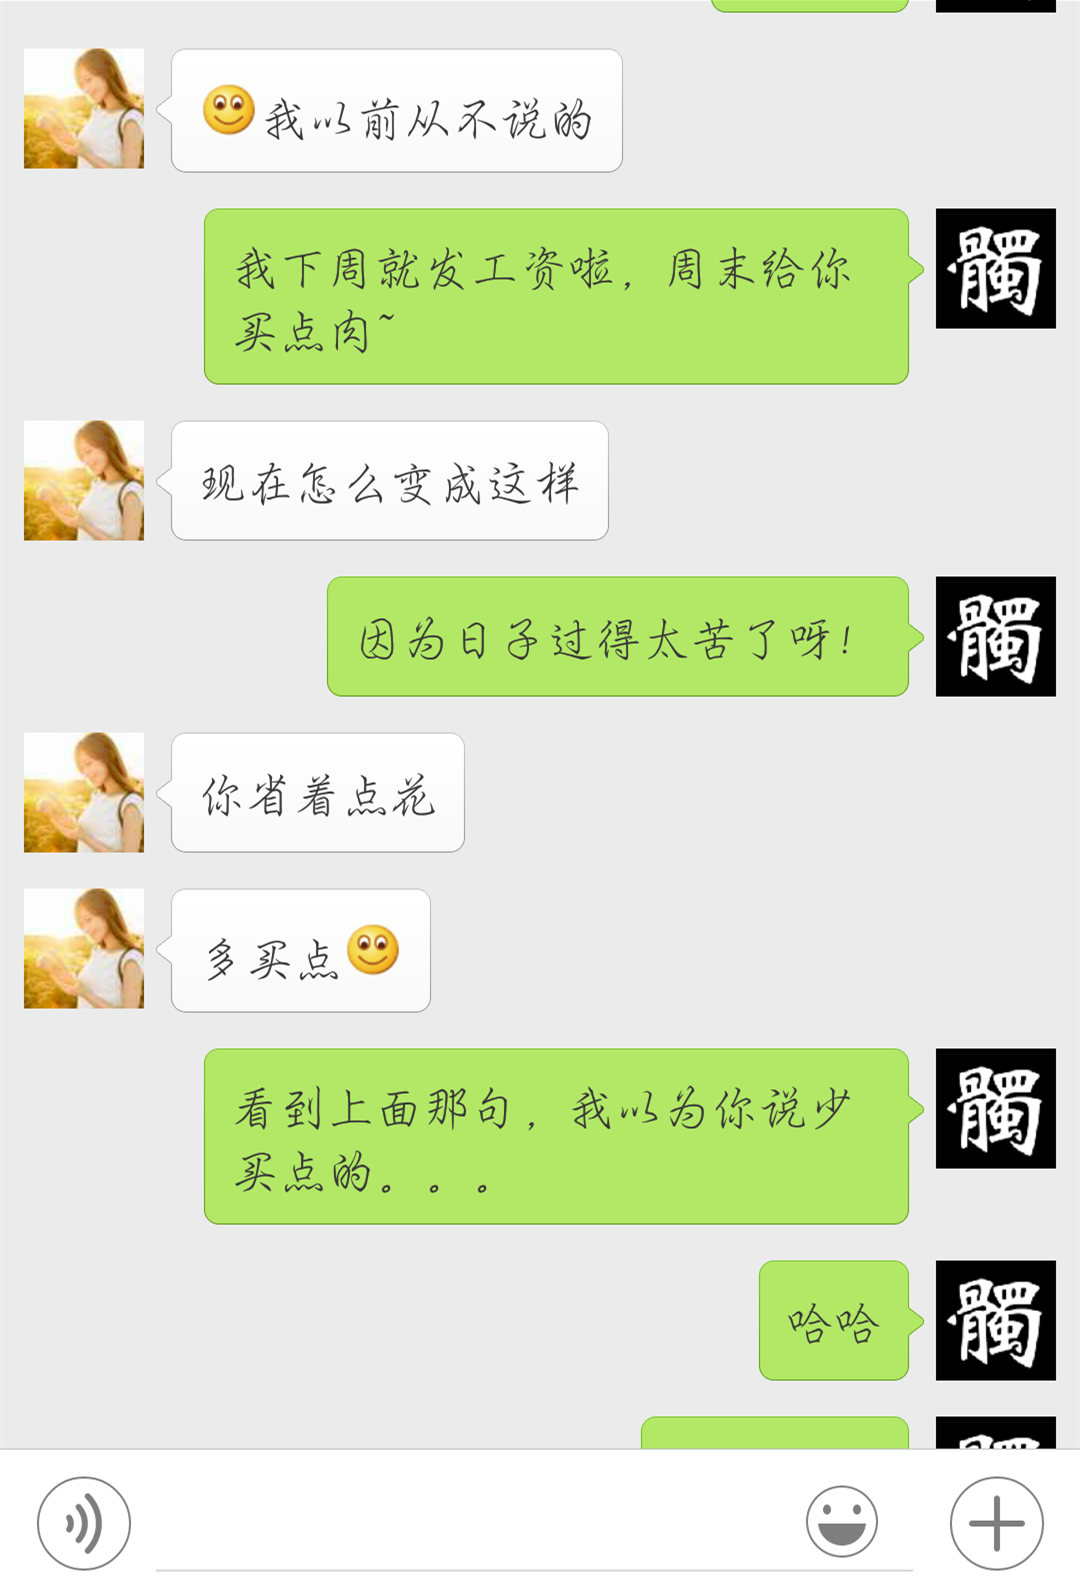 我以前从不说的
我下周就发工资啦，周末给你
买点肉~
髑
现在怎么变成这样
因为日子过得太苦了呀！
髑
你省着点花
多买点
看到上面那句，我以为你说少
买点的。。。
髑
哈哈
髑